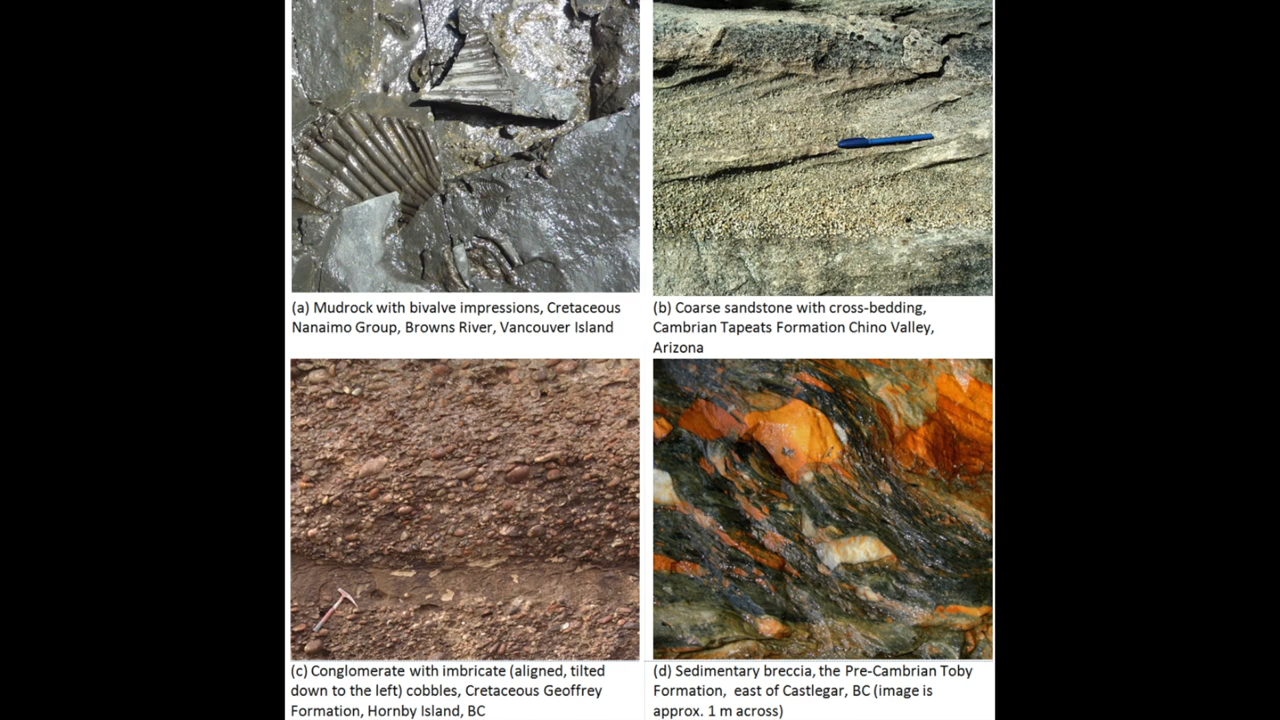 (a) Mudrock with bivalve impressions, Cretaceous
Nanaimo Group, Browns River, Vancouver Island
(b) Coarse sandstone with cross-bedding,
Cambrian Tapeats Formation Chino Valley,
Arizona
(c) Conglomerate with imbricate (aligned, tilted
down to the left) cobbles, Cretaceous Geoffrey
Formation, Hornby Island, BC
(d) Sedimentary breccia, the Pre-Cambrian Toby
Formation,  east of Castlegar, BC (image is
approx. 1 m across)